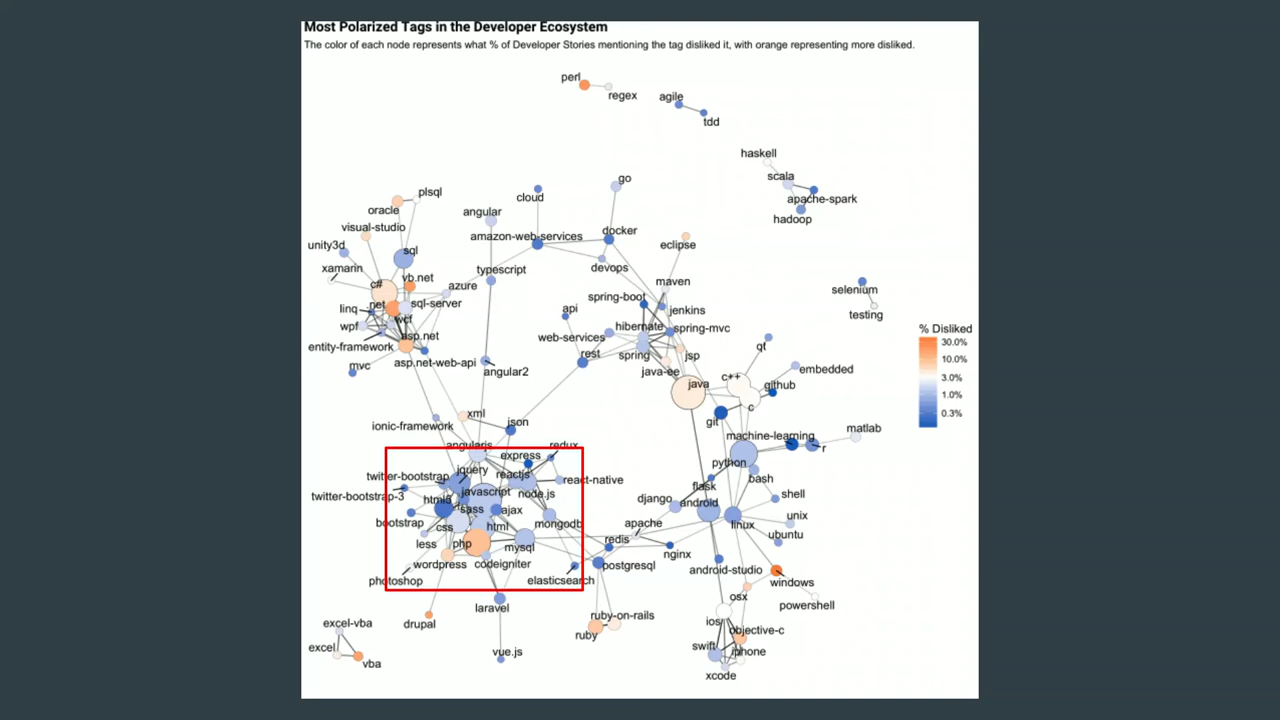 Most Polarized Tags in the Developer Ecosystem
The color of each node represents what % of Developer Stories mentioning the tag disliked it, with orange representing more disliked.
perl
regex
agile
tdd
haskell
scala
apache-spark
hadoop
go
cloud
plsql
oracle
angular
visual-studio
amazon-web-services
docker
unity3d
sql
eclipse
xamarin
typescript
devops
c#
vb.net
azure
maven
selenium
linq
.net
sql-server
api
spring-boot
jenkins
testing
wpf
wcf
hibernate
spring-mvc
% Disliked
entity-framework
asp.net
web-services
qt
30.0%
mvc
asp.net-web-api
rest
spring
jsp
10.0%
angular2
java-ee
embedded
3.0%
java
c++
github
1.0%
c
0.3%
xml
json
git
ionic-framework
matlab
angularjs
redux
machine-learning
r
express
python
twitter-bootstrap
jquery
reactjs
react-native
bash
twitter-bootstrap-3
html5
javascript
node.js
flask
shell
sass
ajax
django
android
bootstrap
css
html
mongodb
apache
linux
unix
less
php
mysql
redis
ubuntu
wordpress
codeigniter
postgresql
nginx
photoshop
elasticsearch
android-studio
windows
laravel
osx
powershell
excel-vba
drupal
ruby-on-rails
ios
ruby
objective-c
excel
vba
vue.js
swift
iphone
xcode